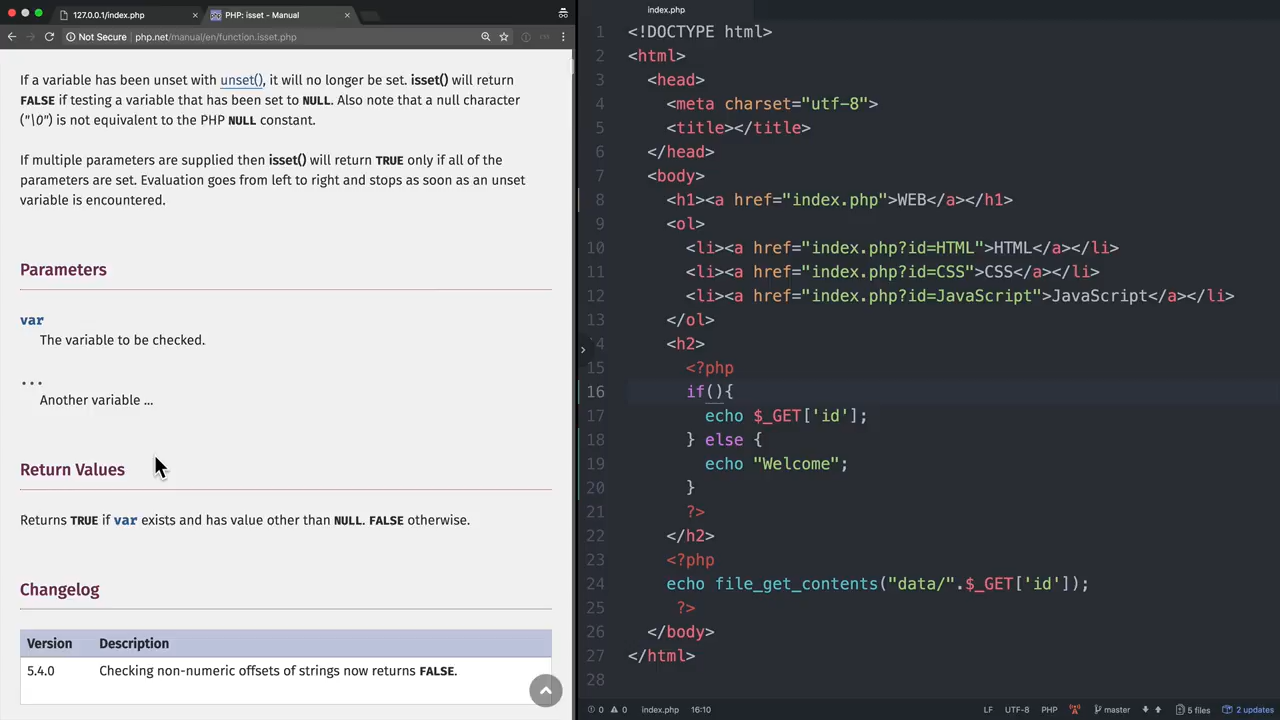 127.0.0.1/index.php
PHP: isset - Manual
Not Secure
php.net/manual/en/function.isset.php
If a variable has been unset with unset(), it will no longer be set. isset() will return
FALSE if testing a variable that has been set to NULL. Also note that a null character
("\0") is not equivalent to the PHP NULL constant.
If multiple parameters are supplied then isset() will return TRUE only if all of the
parameters are set. Evaluation goes from left to right and stops as soon as an unset
variable is encountered.
Parameters
var
The variable to be checked.
...
Another variable ...
Return Values
Returns TRUE if var exists and has value other than NULL. FALSE otherwise.
Changelog
Version Description
5.4.0 Checking non-numeric offsets of strings now returns FALSE.
index.php
1 <!DOCTYPE html>
2 <html>
3 <head>
4 <meta charset="utf-8">
5 <title></title>
6 </head>
7 <body>
8 <h1><a href="index.php">WEB</a></h1>
9 <ol>
10 <li><a href="index.php?id=HTML">HTML</a></li>
11 <li><a href="index.php?id=CSS">CSS</a></li>
12 <li><a href="index.php?id=JavaScript">JavaScript</a></li>
13 </ol>
14 <h2>
15 <?php
16 if(){
17 echo $_GET['id'];
18 } else {
19 echo "Welcome";
20 }
21 ?>
22 </h2>
23 <?php
24 echo file_get_contents("data/".$_GET['id']);
25 ?>
26 </body>
27 </html>
28
0 0 index.php 16:10
LF UTF-8 PHP master 5 files 2 updates